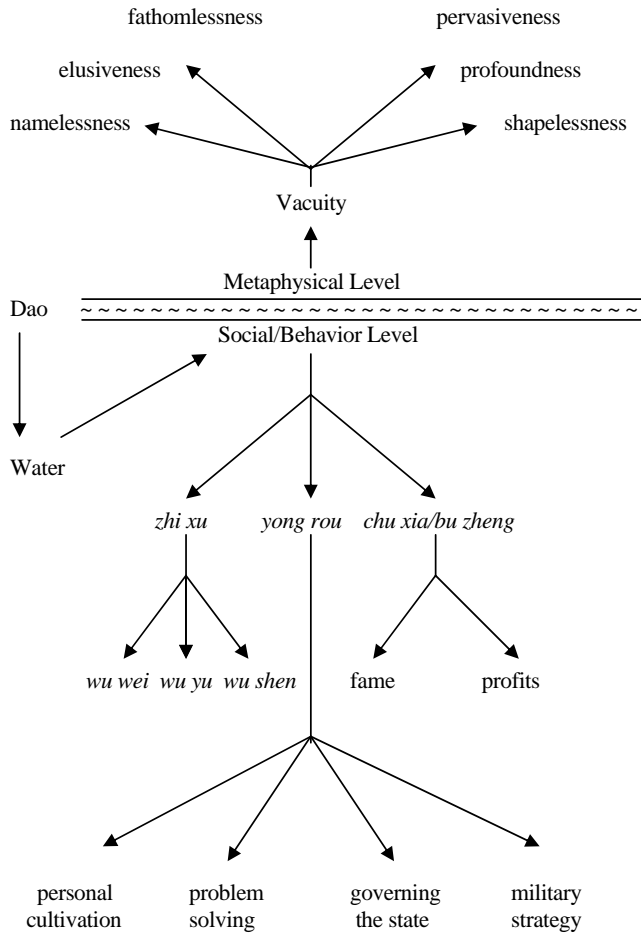 fathomlessness pervasiveness
elusiveness profoundness
namelessness shapelessness
Vacuity
Metaphysical Level
Dao ~ ~ ~ ~ ~ ~ ~ ~ ~ ~ ~ ~ ~ ~ ~ ~ ~ ~ ~ ~ ~ ~ ~ ~ ~ ~ ~ ~ ~ ~ ~ ~ ~ ~
Social/Behavior Level
Water
zhi xu yong rou chu xia/bu zheng
wu wei wu yu wu shen fame profits
personal problem governing military
cultivation solving the state strategy